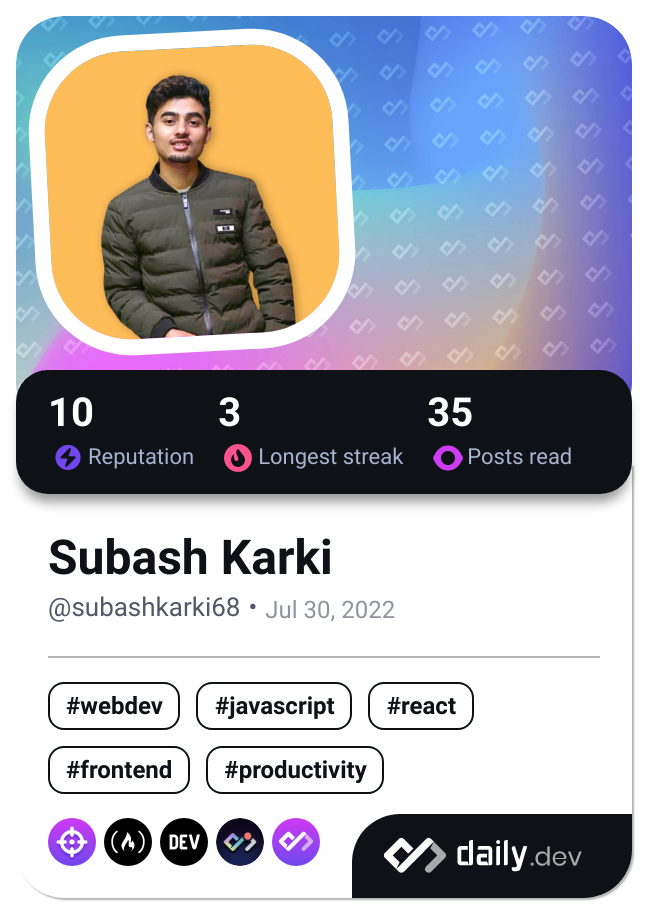 10 3 35
Reputation Longest streak Posts read
Subash Karki
@subashkarki68 • Jul 30, 2022
#webdev #javascript #react
#frontend #productivity
DEV
daily.dev